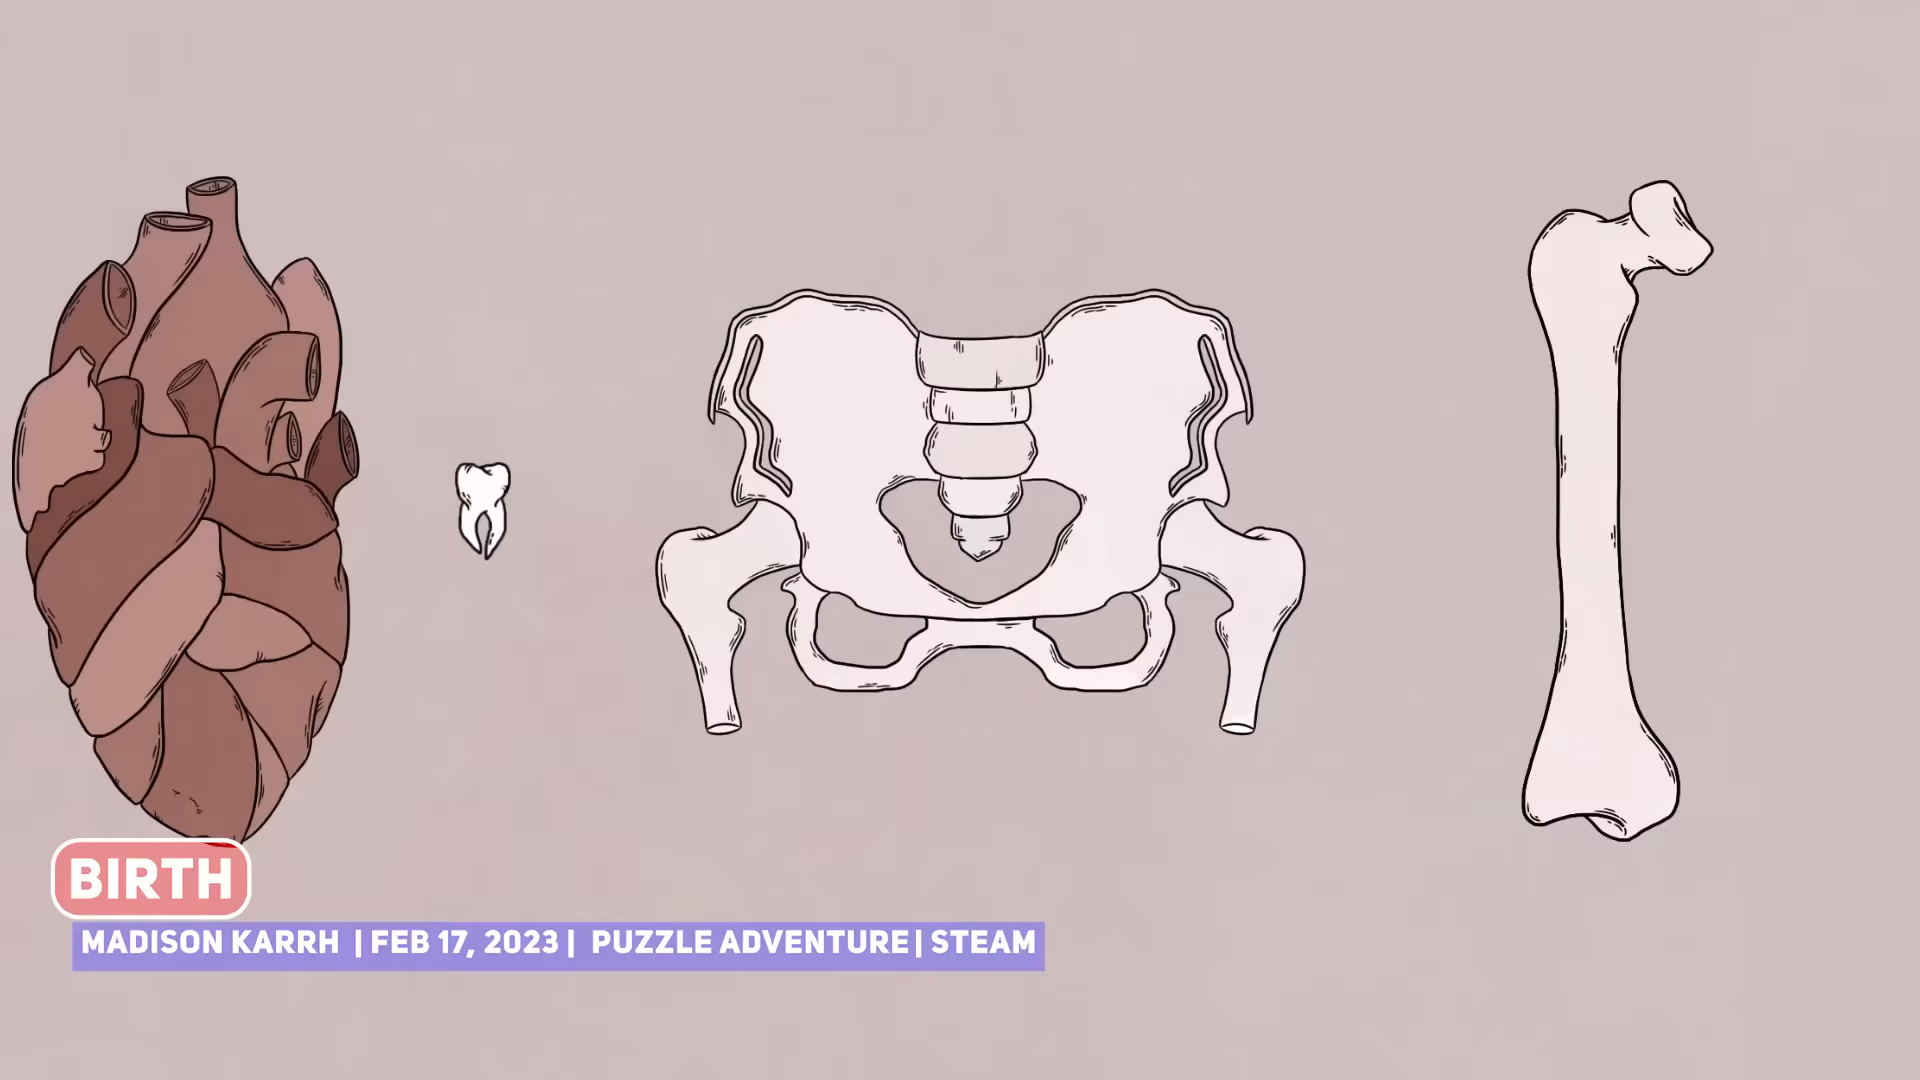 BIRTH
MADISON KARRH | FEB 17, 2023 | PUZZLE ADVENTURE | STEAM